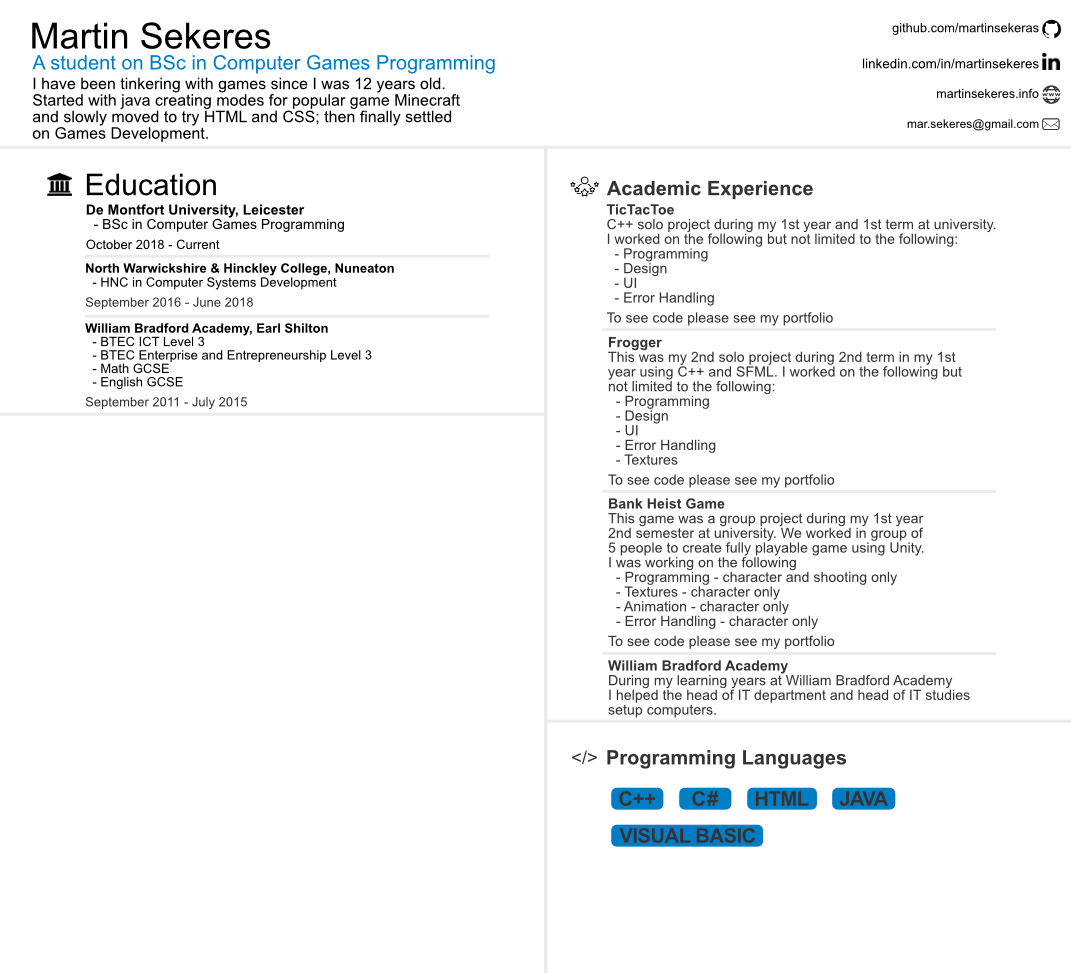 Martin Sekeres
A student on BSc in Computer Games Programming
I have been tinkering with games since I was 12 years old.
Started with java creating modes for popular game Minecraft
and slowly moved to try HTML and CSS; then finally settled
on Games Development.
github.com/martinsekeras
linkedin.com/in/martinsekeres
martinsekeres.info
mar.sekeres@gmail.com
Education
De Montfort University, Leicester
- BSc in Computer Games Programming
October 2018 - Current
North Warwickshire & Hinckley College, Nuneaton
- HNC in Computer Systems Development
September 2016 - June 2018
William Bradford Academy, Earl Shilton
- BTEC ICT Level 3
- BTEC Enterprise and Entrepreneurship Level 3
- Math GCSE
- English GCSE
September 2011 - July 2015
Academic Experience
TicTacToe
C++ solo project during my 1st year and 1st term at university.
I worked on the following but not limited to the following:
- Programming
- Design
- UI
- Error Handling
To see code please see my portfolio
Frogger
This was my 2nd solo project during 2nd term in my 1st
year using C++ and SFML. I worked on the following but
not limited to the following:
- Programming
- Design
- UI
- Error Handling
- Textures
To see code please see my portfolio
Bank Heist Game
This game was a group project during my 1st year
2nd semester at university. We worked in group of
5 people to create fully playable game using Unity.
I was working on the following
- Programming - character and shooting only
- Textures - character only
- Animation - character only
- Error Handling - character only
To see code please see my portfolio
William Bradford Academy
During my learning years at William Bradford Academy
I helped the head of IT department and head of IT studies
setup computers.
</> Programming Languages
C++ C# HTML JAVA
VISUAL BASIC